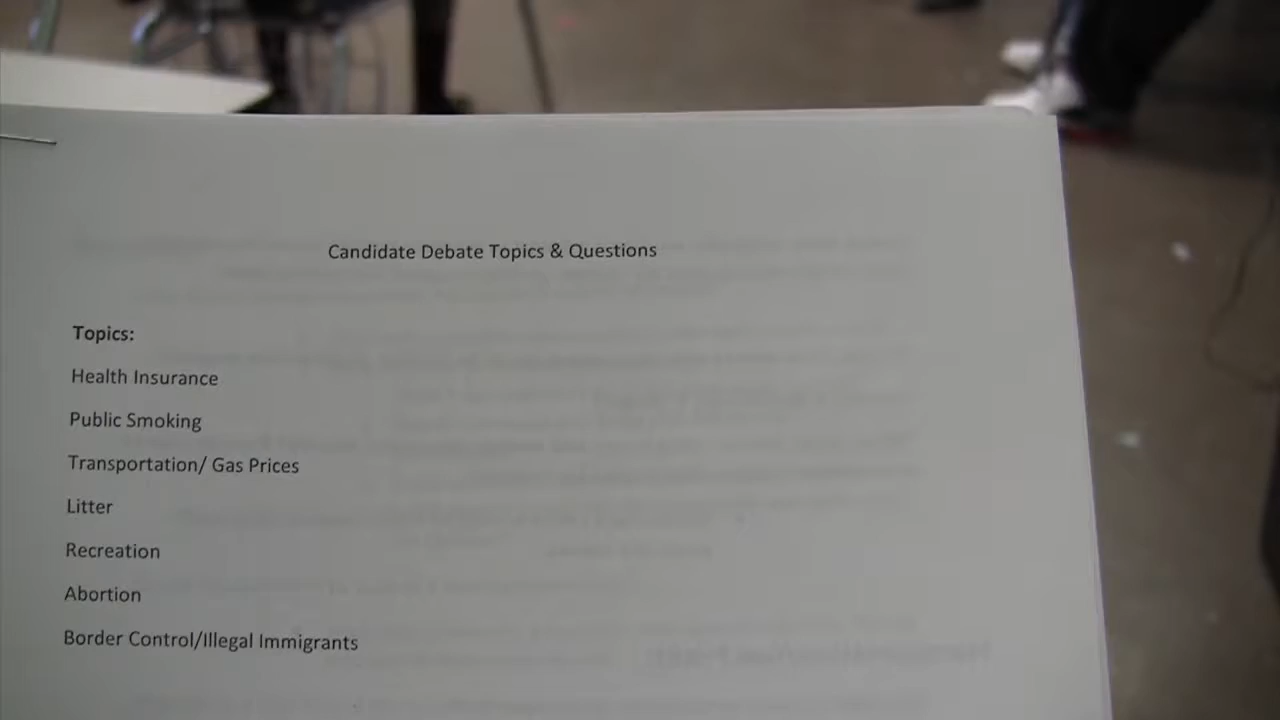 Candidate Debate Topics & Questions
Topics:
Health Insurance
Public Smoking
Transportation/ Gas Prices
Litter
Recreation
Abortion
Border Control/Illegal Immigrants